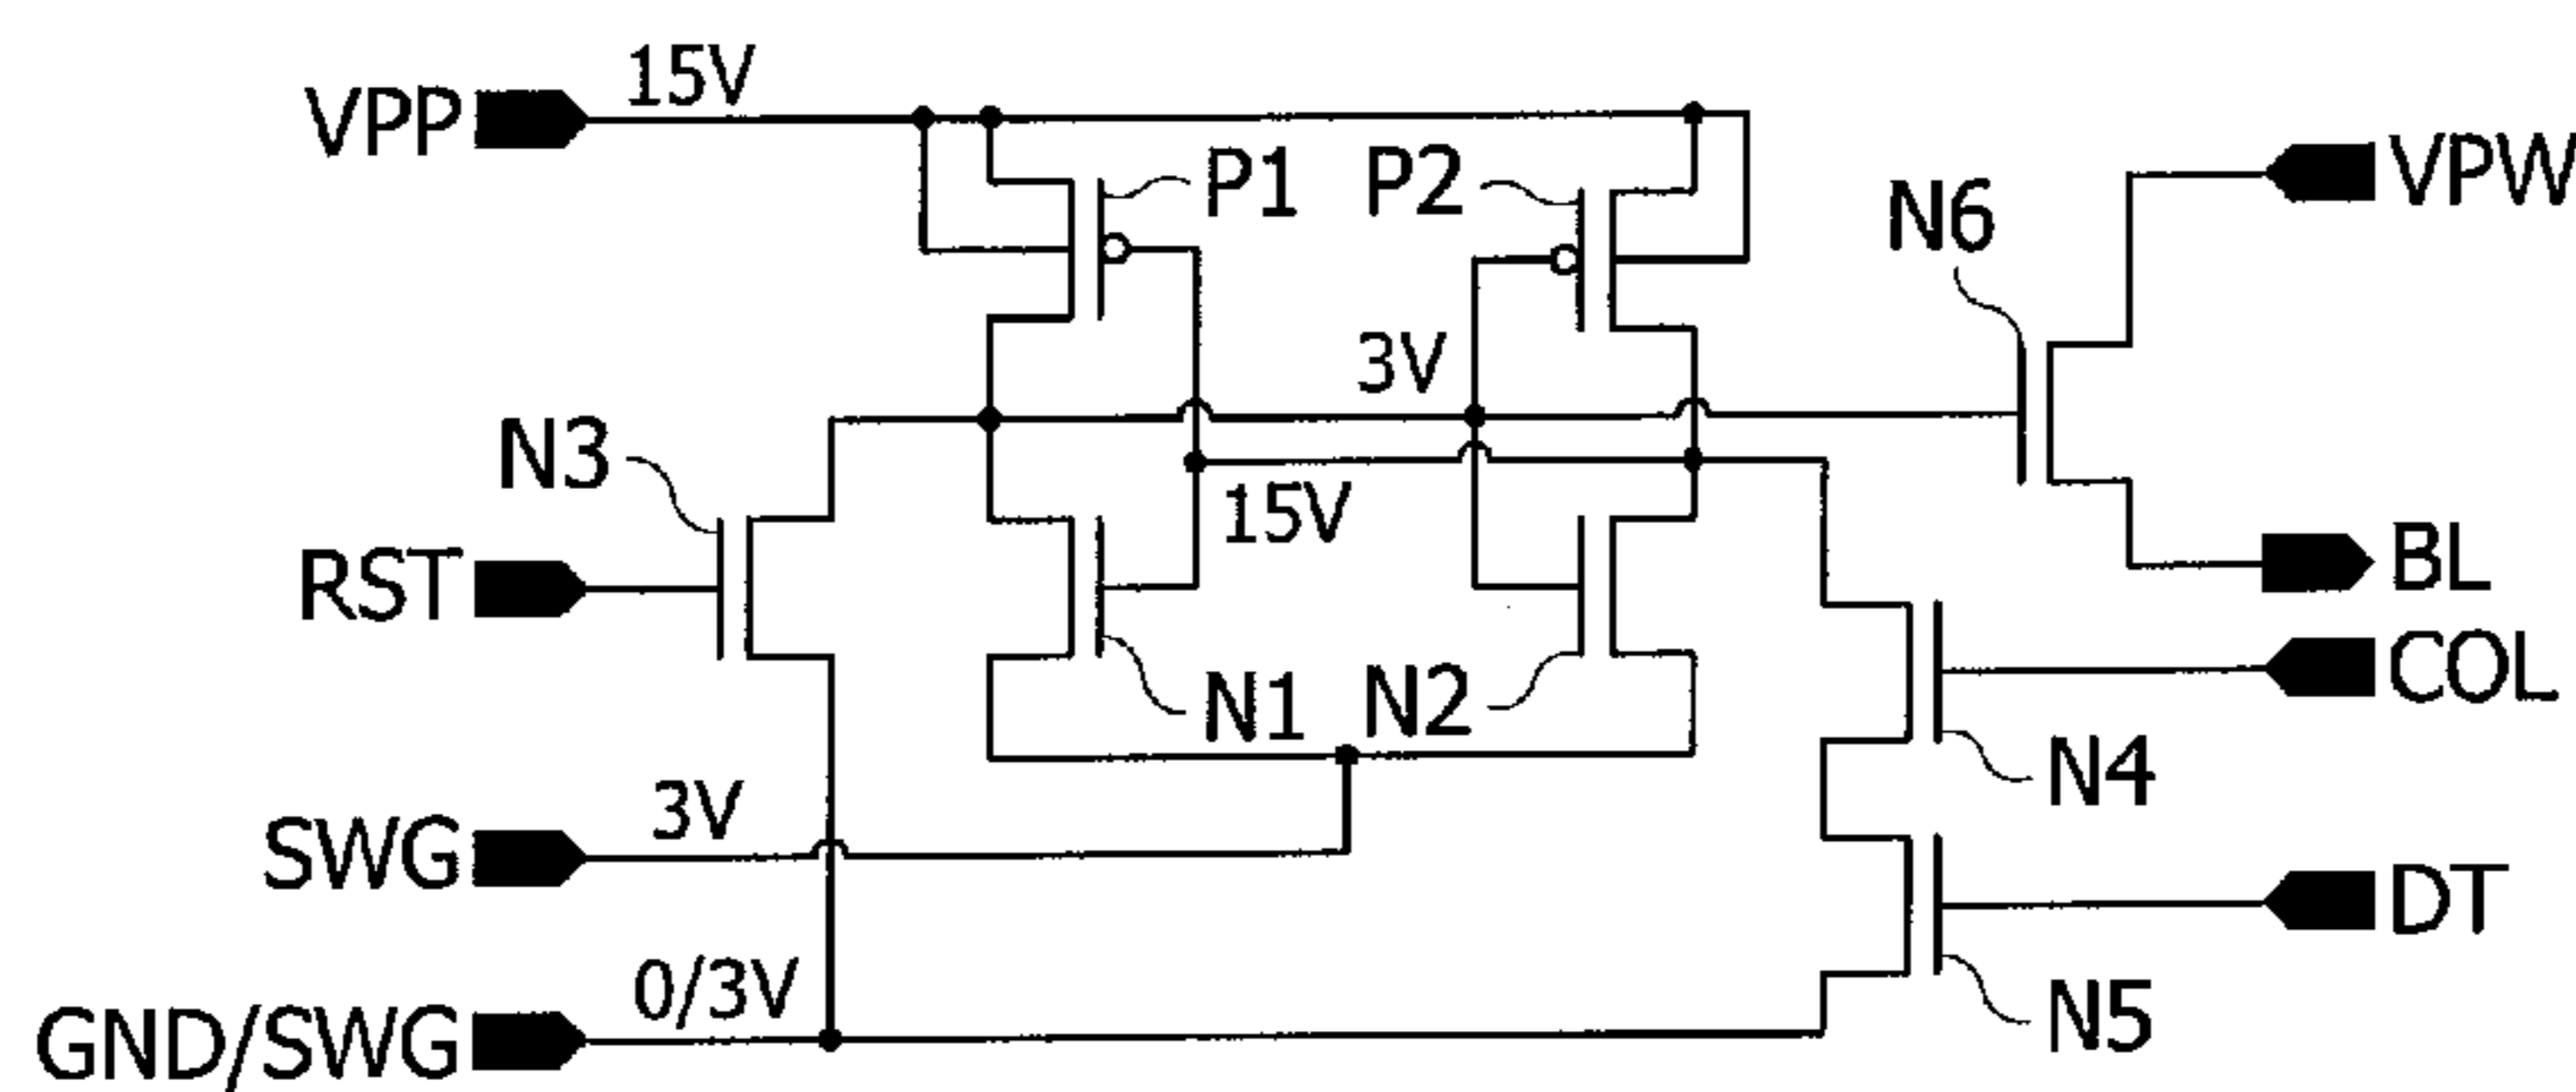 VPP
15V
P1
P2
VPW
N6
3V
N3
15V
RST
BL
COL
N1
N2
N4
3V
SWG
DT
0/3V
GND/SWG
N5